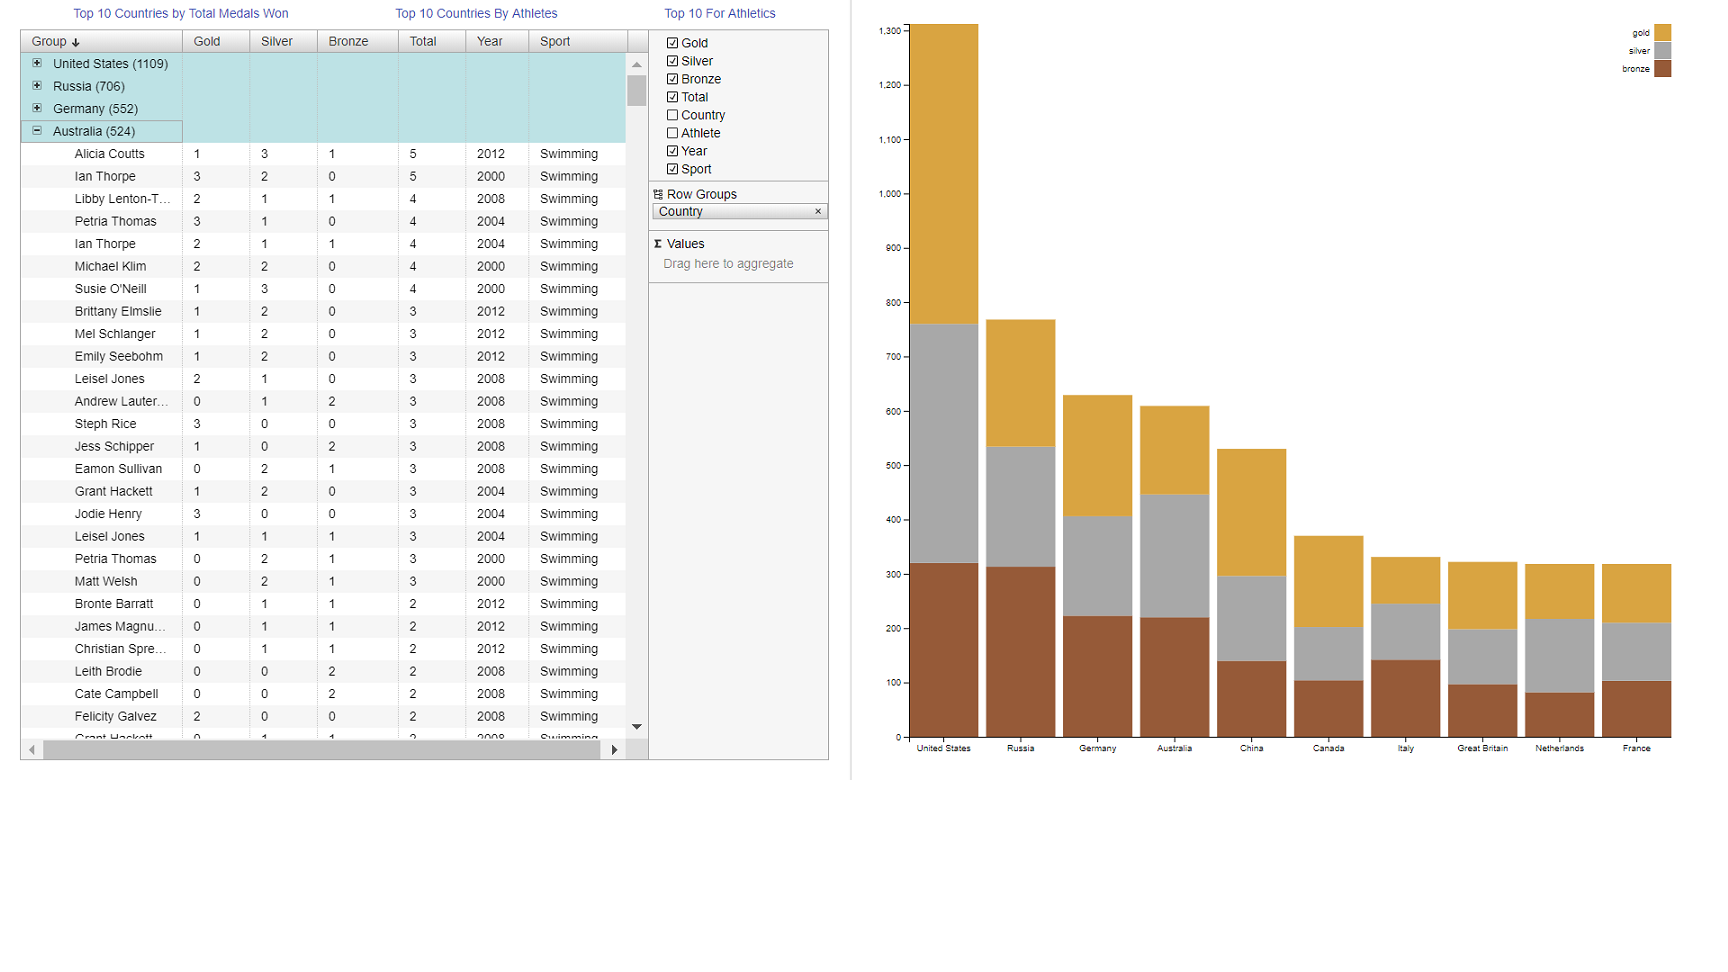 Top 10 Countries by Total Medals Won Top 10 Countries By Athletes Top 10 For Athletics
Group Gold Silver Bronze Total Year Sport
United States (1109)
Russia (706)
Germany (552)
Australia (524)
Alicia Coutts 1 3 1 5 2012 Swimming
Ian Thorpe 3 2 0 5 2000 Swimming
Libby Lenton-T... 2 1 1 4 2008 Swimming
Petria Thomas 3 1 0 4 2004 Swimming
Ian Thorpe 2 1 1 4 2004 Swimming
Michael Klim 2 2 0 4 2000 Swimming
Susie O'Neill 1 3 0 4 2000 Swimming
Brittany Elmslie 1 2 0 3 2012 Swimming
Mel Schlanger 1 2 0 3 2012 Swimming
Emily Seebohm 1 2 0 3 2012 Swimming
Leisel Jones 2 1 0 3 2008 Swimming
Andrew Lauter... 0 1 2 3 2008 Swimming
Steph Rice 3 0 0 3 2008 Swimming
Jess Schipper 1 0 2 3 2008 Swimming
Eamon Sullivan 0 2 1 3 2008 Swimming
Grant Hackett 1 2 0 3 2004 Swimming
Jodie Henry 3 0 0 3 2004 Swimming
Leisel Jones 1 1 1 3 2004 Swimming
Petria Thomas 0 2 1 3 2000 Swimming
Matt Welsh 0 2 1 3 2000 Swimming
Bronte Barratt 0 1 1 2 2012 Swimming
James Magnu... 0 1 1 2 2012 Swimming
Christian Spre... 0 1 1 2 2012 Swimming
Leith Brodie 0 0 2 2 2008 Swimming
Cate Campbell 0 0 2 2 2008 Swimming
Felicity Galvez 2 0 0 2 2008 Swimming
Grant Hackett 0 1 1 2 2008 Swimming
Gold
Silver
Bronze
Total
Country
Athlete
Year
Sport
Row Groups
Country ×
Σ Values
Drag here to aggregate
1,300
1,200
1,100
1,000
900
800
700
600
500
400
300
200
100
0
United States Russia Germany Australia China Canada Italy Great Britain Netherlands France
gold
silver
bronze